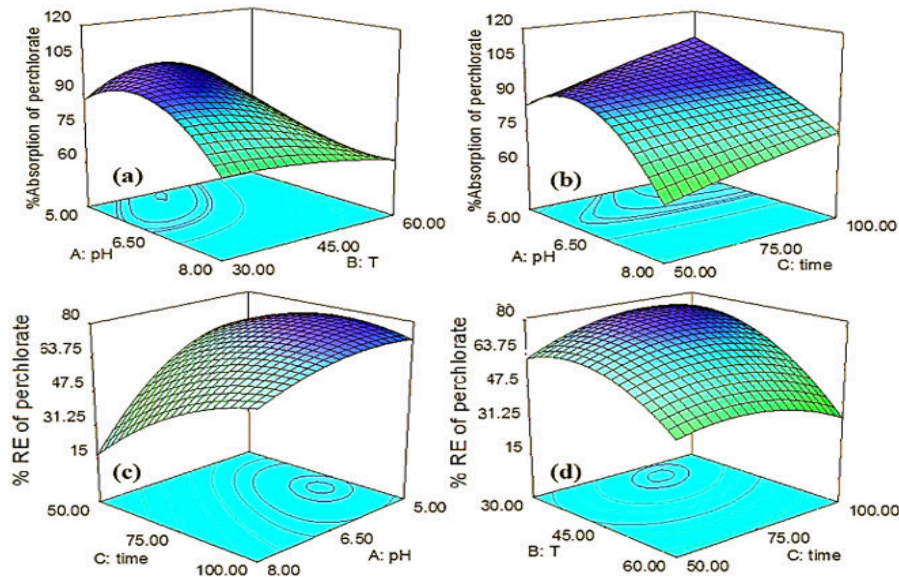 120
105
90
75
60
%Absorption of perchlorate
(a)
5.00
6.50
8.00
A: pH
30.00
45.00
60.00
B: T
120
105
90
75
60
%Absorption of perchlorate
(b)
5.00
6.50
8.00
A: pH
50.00
75.00
100.00
C: time
80
53.75
47.5
31.25
15
% RE of perchlorate
(c)
50.00
75.00
100.00
C: time
8.00
6.50
5.00
A: pH
80
63.75
47.5
31.25
15
% RE of perchlorate
(d)
30.00
45.00
60.00
B: T
50.00
75.00
100.00
C: time